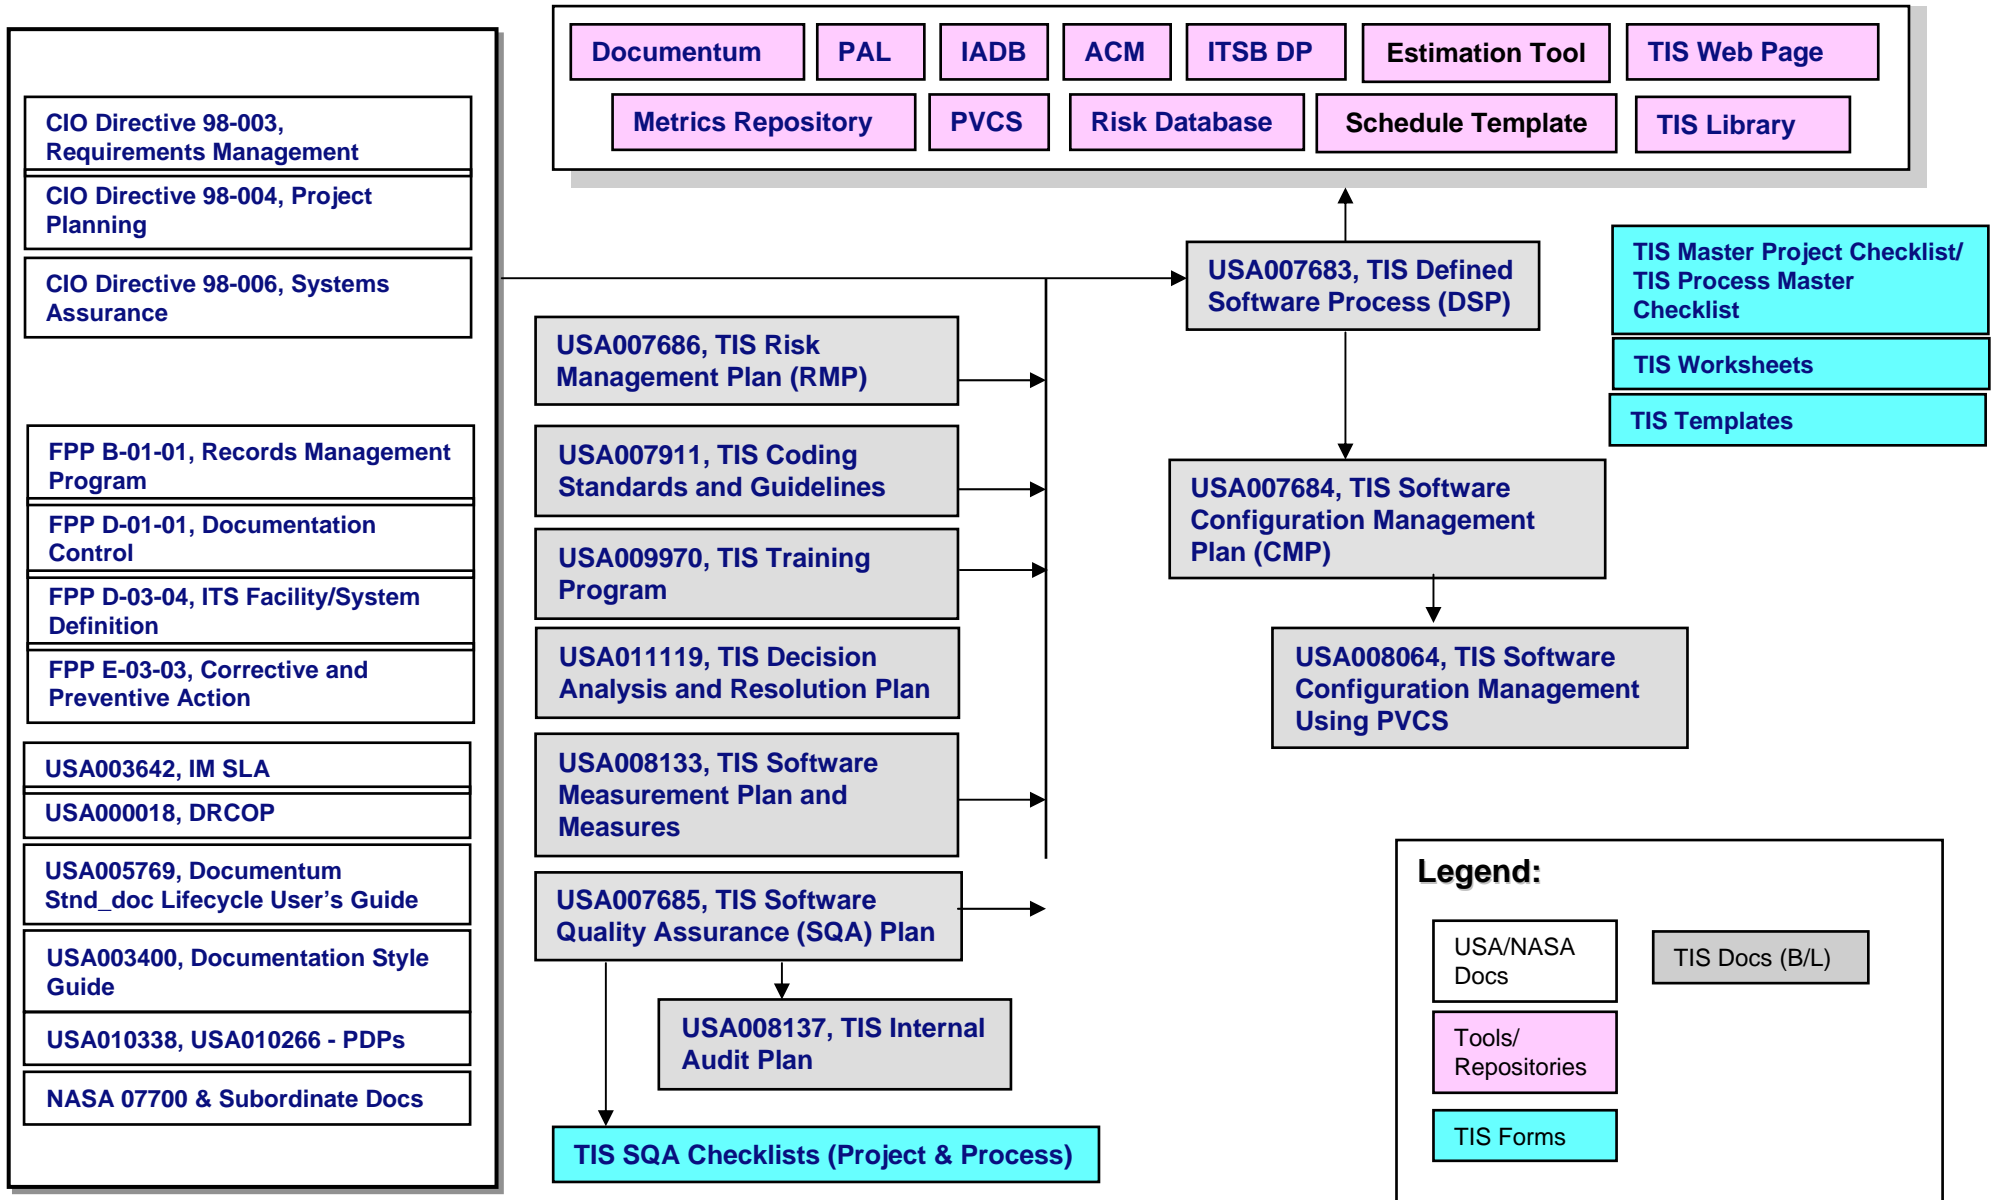 Documentum
PAL
IADB
ACM
ITSB DP
Estimation Tool
TIS Web Page
Metrics Repository
PVCS
Risk Database
Schedule Template
TIS Library
CIO Directive 98-003,
Requirements Management
CIO Directive 98-004, Project
Planning
CIO Directive 98-006, Systems
Assurance
FPP B-01-01, Records Management
Program
FPP D-01-01, Documentation
Control
FPP D-03-04, ITS Facility/System
Definition
FPP E-03-03, Corrective and
Preventive Action
USA003642, IM SLA
USA000018, DRCOP
USA005769, Documentum
Stnd_doc Lifecycle User’s Guide
USA003400, Documentation Style
Guide
USA010338, USA010266 - PDPs
NASA 07700 & Subordinate Docs
USA007686, TIS Risk
Management Plan (RMP)
USA007911, TIS Coding
Standards and Guidelines
USA009970, TIS Training
Program
USA011119, TIS Decision
Analysis and Resolution Plan
USA008133, TIS Software
Measurement Plan and
Measures
USA007685, TIS Software
Quality Assurance (SQA) Plan
USA008137, TIS Internal
Audit Plan
TIS SQA Checklists (Project & Process)
USA007683, TIS Defined
Software Process (DSP)
USA007684, TIS Software
Configuration Management
Plan (CMP)
USA008064, TIS Software
Configuration Management
Using PVCS
TIS Master Project Checklist/
TIS Process Master
Checklist
TIS Worksheets
TIS Templates
Legend:
USA/NASA
Docs
TIS Docs (B/L)
Tools/
Repositories
TIS Forms